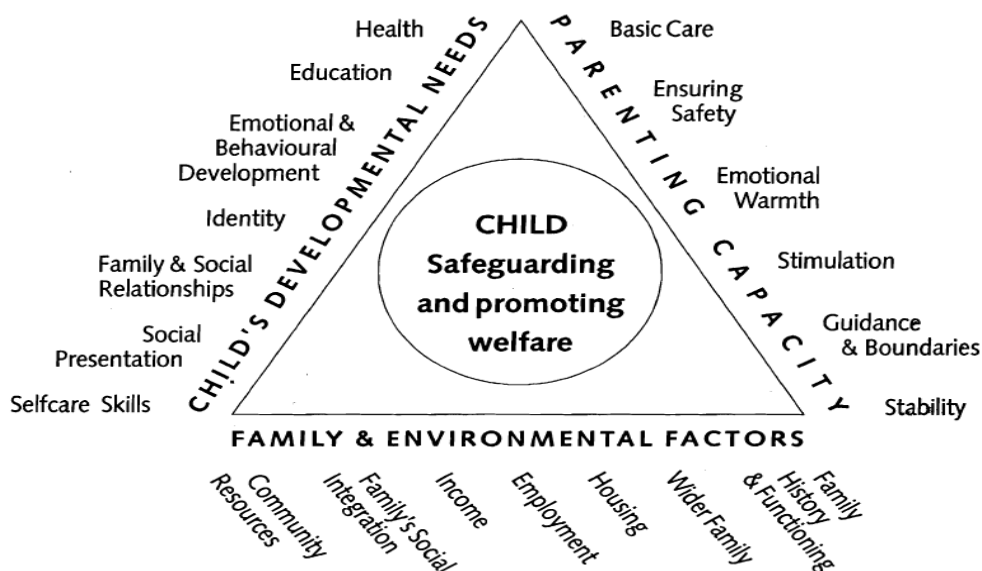 Health
Education
Emotional &
Behavioural
Development
Identity
Family & Social
Relationships
Social
Presentation
Selfcare Skills
CHILD'S DEVELOPMENTAL NEEDS
CHILD
Safeguarding
and promoting
welfare
PARENTING CAPACITY
Basic Care
Ensuring
Safety
Emotional
Warmth
Stimulation
Guidance
& Boundaries
Stability
FAMILY & ENVIRONMENTAL FACTORS
Community
Resources
Family's Social
Integration
Income
Employment
Housing
Wider Family
Family
History
& Functioning